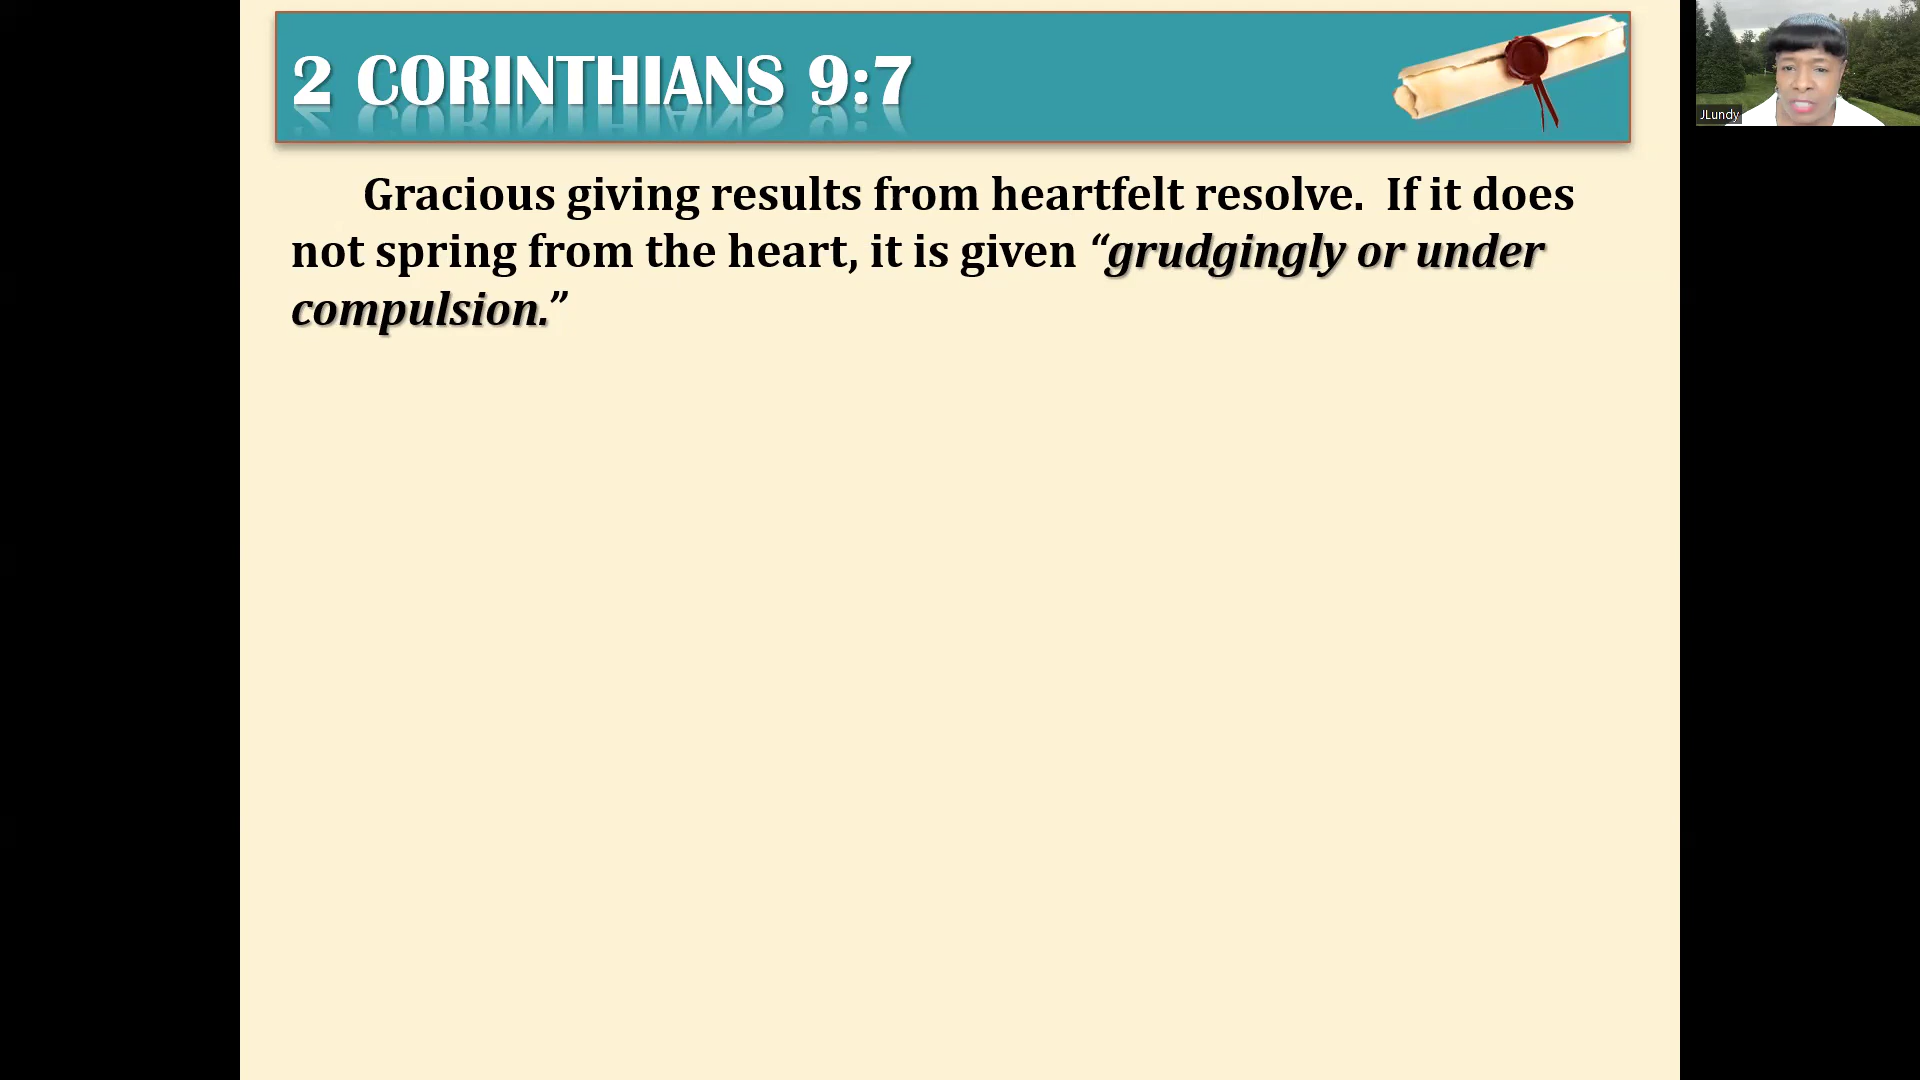 2 CORINTHIANS 9:7
Gracious giving results from heartfelt resolve.  If it does
not spring from the heart, it is given “grudgingly or under
compulsion.”
JLundy